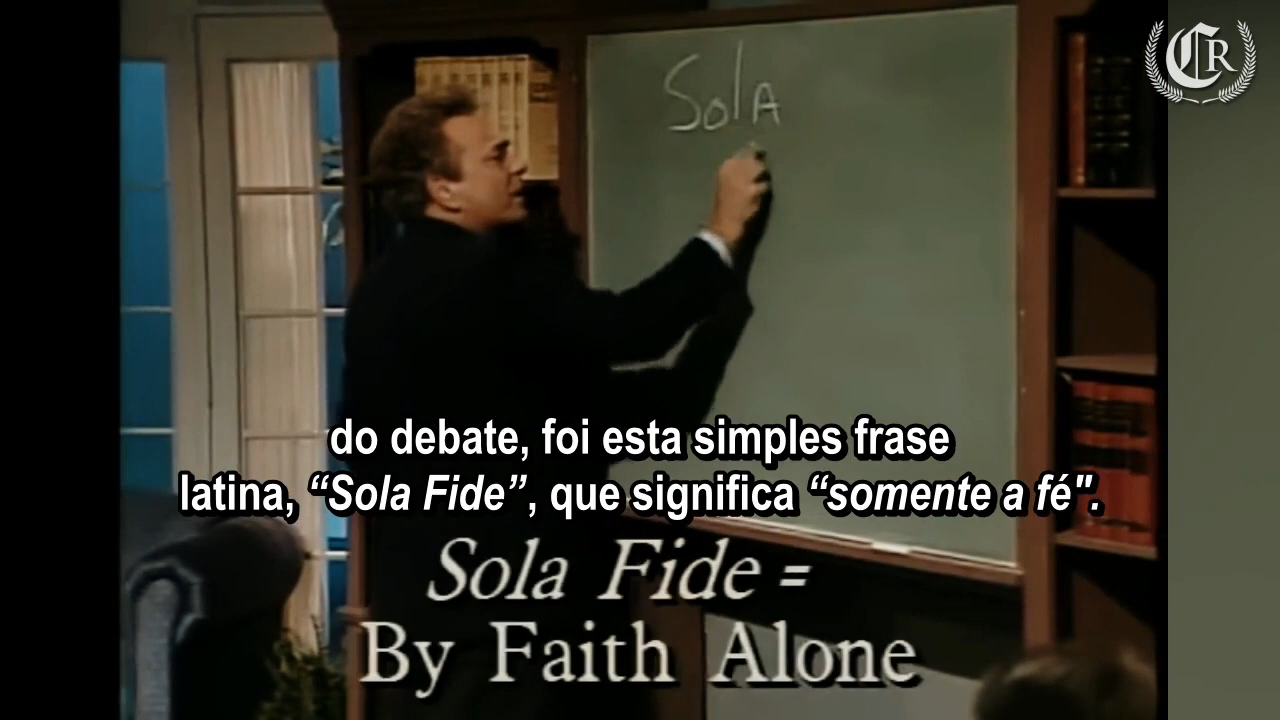 CR
Sola
do debate, foi esta simples frase
latina, “Sola Fide”, que significa “somente a fé".
Sola Fide =
By Faith Alone